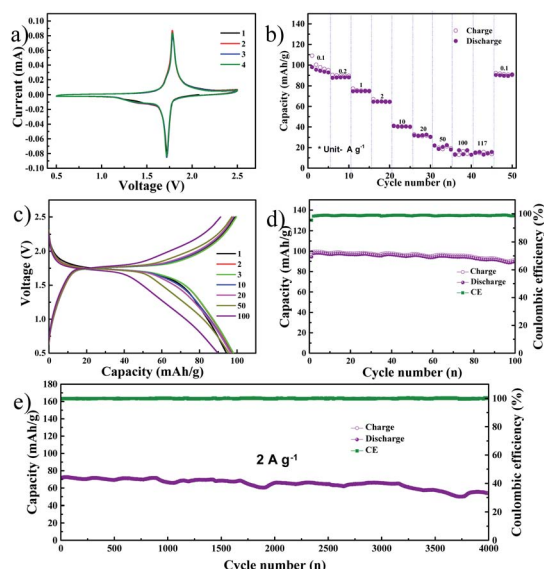 a)
Current (mA)
0.10
0.08
0.06
0.04
0.02
0.00
-0.02
-0.04
-0.06
-0.08
-0.10
0.5 1.0 1.5 2.0 2.5
Voltage (V)
1
2
3
4
b)
Capacity (mAh/g)
140
120
100
80
60
40
20
0
0 10 20 30 40 50
Cycle number (n)
Charge
Discharge
0.1
0.2
1
2
10
20
50
100
117
0.1
* Unit- A g-1
c)
Voltage (V)
2.5
2.0
1.5
1.0
0.5
0 20 40 60 80 100
Capacity (mAh/g)
1
2
3
10
20
50
100
d)
Capacity (mAh/g)
140
120
100
80
60
40
20
0
0 20 40 60 80 100
Cycle number (n)
Charge
Discharge
CE
100
80
60
40
20
0
Coulombic efficiency (%)
e)
Capacity (mAh/g)
180
160
140
120
100
80
60
40
20
0
0 500 1000 1500 2000 2500 3000 3500 4000
Cycle number (n)
Charge
Discharge
CE
2 A g-1
100
80
60
40
20
0
Coulombic efficiency (%)